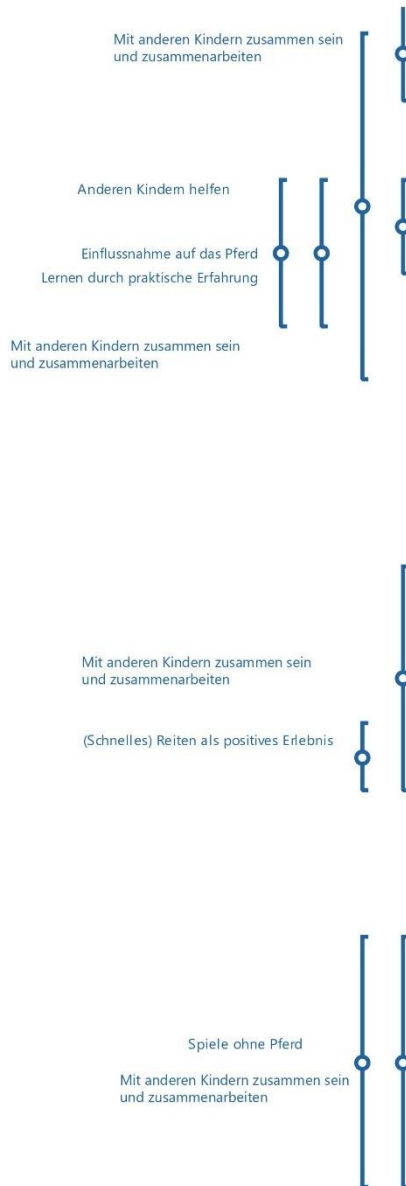 Mit anderen Kindern zusammen sein
und zusammenarbeiten
Anderen Kindern helfen
Einflussnahme auf das Pferd
Lernen durch praktische Erfahrung
Mit anderen Kindern zusammen sein
und zusammenarbeiten
Mit anderen Kindern zusammen sein
und zusammenarbeiten
(Schnelles) Reiten als positives Erlebnis
Spiele ohne Pferd
Mit anderen Kindern zusammen sein
und zusammenarbeiten